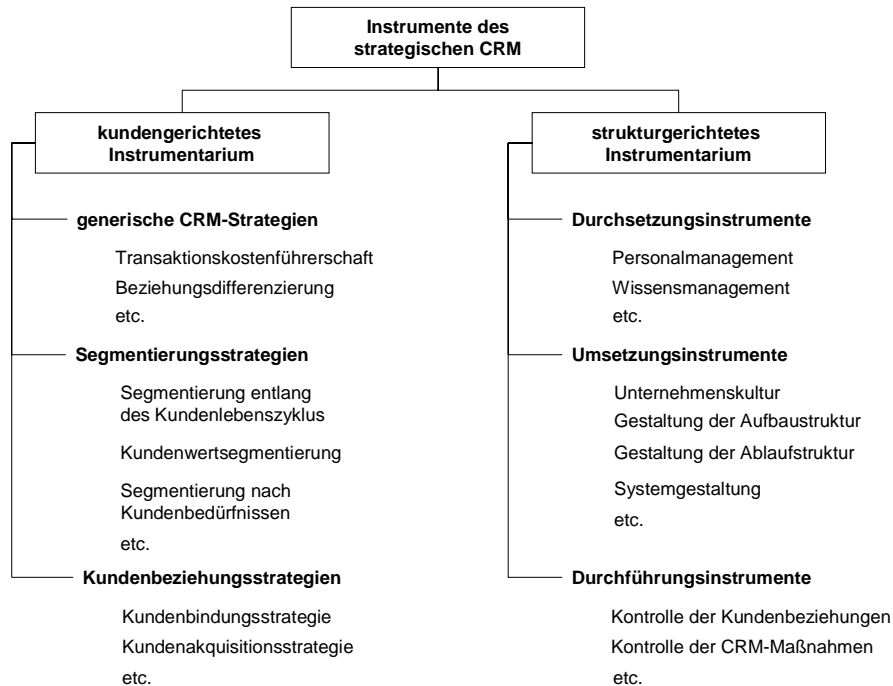 Instrumente des
strategischen CRM
kundengerichtetes
Instrumentarium
generische CRM-Strategien
Transaktionskostenführerschaft
Beziehungsdifferenzierung
etc.
Segmentierungsstrategien
Segmentierung entlang
des Kundenlebenszyklus
Kundenwertsegmentierung
Segmentierung nach
Kundenbedürfnissen
etc.
Kundenbeziehungsstrategien
Kundenbindungsstrategie
Kundenakquisitionsstrategie
etc.
strukturgerichtetes
Instrumentarium
Durchsetzungsinstrumente
Personalmanagement
Wissensmanagement
etc.
Umsetzungsinstrumente
Unternehmenskultur
Gestaltung der Aufbaustruktur
Gestaltung der Ablaufstruktur
Systemgestaltung
etc.
Durchführungsinstrumente
Kontrolle der Kundenbeziehungen
Kontrolle der CRM-Maßnahmen
etc.